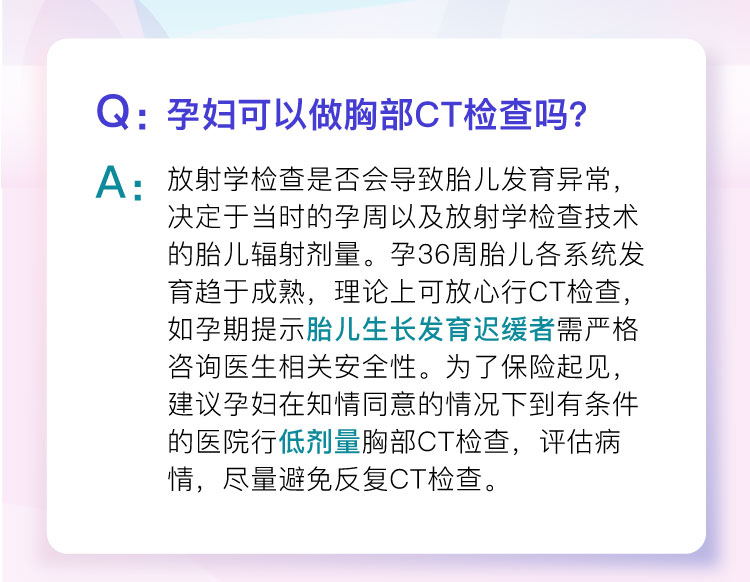 Q：孕妇可以做胸部CT检查吗？
A：放射学检查是否会导致胎儿发育异常，
决定于当时的孕周以及放射学检查技术
的胎儿辐射剂量。孕36周胎儿各系统发
育趋于成熟，理论上可放心行CT检查，
如孕期提示胎儿生长发育迟缓者需严格
咨询医生相关安全性。为了保险起见，
建议孕妇在知情同意的情况下到有条件
的医院行低剂量胸部CT检查，评估病
情，尽量避免反复CT检查。